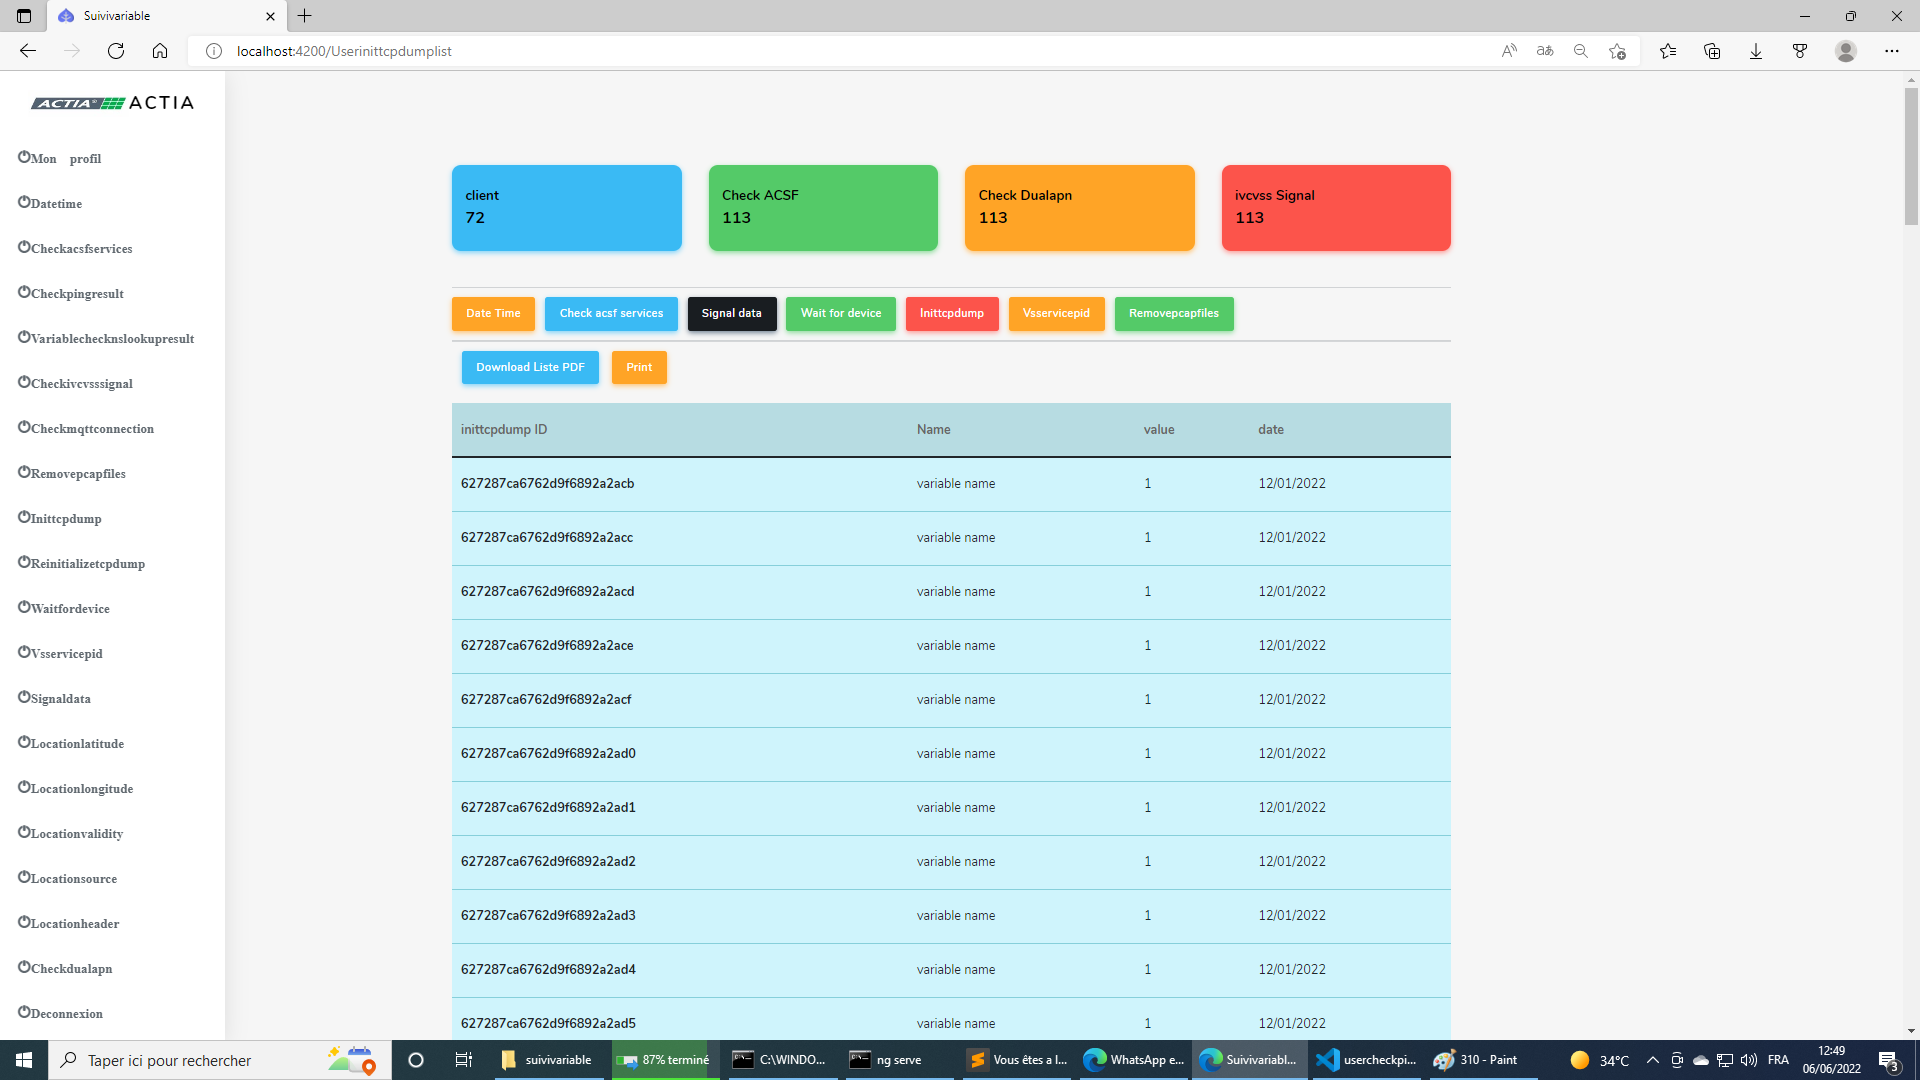 Suivivariable
localhost:4200/Userinittcpdumplist
ACTIA ACTIA
Mon profil
Datetime
Checkacsfservices
Checkpingresult
Variablechecknslookupresult
Checkivcvsssignal
Checkmqttconnection
Removepcapfiles
Inittcpdump
Reinitializetcpdump
Waitfordevice
Vsservicepid
Signaldata
Locationlatitude
Locationlongitude
Locationvalidity
Locationsource
Locationheader
Checkdualapn
Deconnexion
client
72
Check ACSF
113
Check Dualapn
113
ivcvss Signal
113
Date Time Check acsf services Signal data Wait for device Inittcpdump Vsservicepid Removepcapfiles
Download Liste PDF Print
inittcpdump ID Name value date
627287ca6762d9f6892a2acb variable name 1 12/01/2022
627287ca6762d9f6892a2acc variable name 1 12/01/2022
627287ca6762d9f6892a2acd variable name 1 12/01/2022
627287ca6762d9f6892a2ace variable name 1 12/01/2022
627287ca6762d9f6892a2acf variable name 1 12/01/2022
627287ca6762d9f6892a2ad0 variable name 1 12/01/2022
627287ca6762d9f6892a2ad1 variable name 1 12/01/2022
627287ca6762d9f6892a2ad2 variable name 1 12/01/2022
627287ca6762d9f6892a2ad3 variable name 1 12/01/2022
627287ca6762d9f6892a2ad4 variable name 1 12/01/2022
627287ca6762d9f6892a2ad5 variable name 1 12/01/2022
Taper ici pour rechercher suivivariable 87% terminé C:\WINDO... ng serve Vous êtes a l... WhatsApp e... Suivivariabl... usercheckpi... 310 - Paint 34°C FRA 12:49
06/06/2022 3